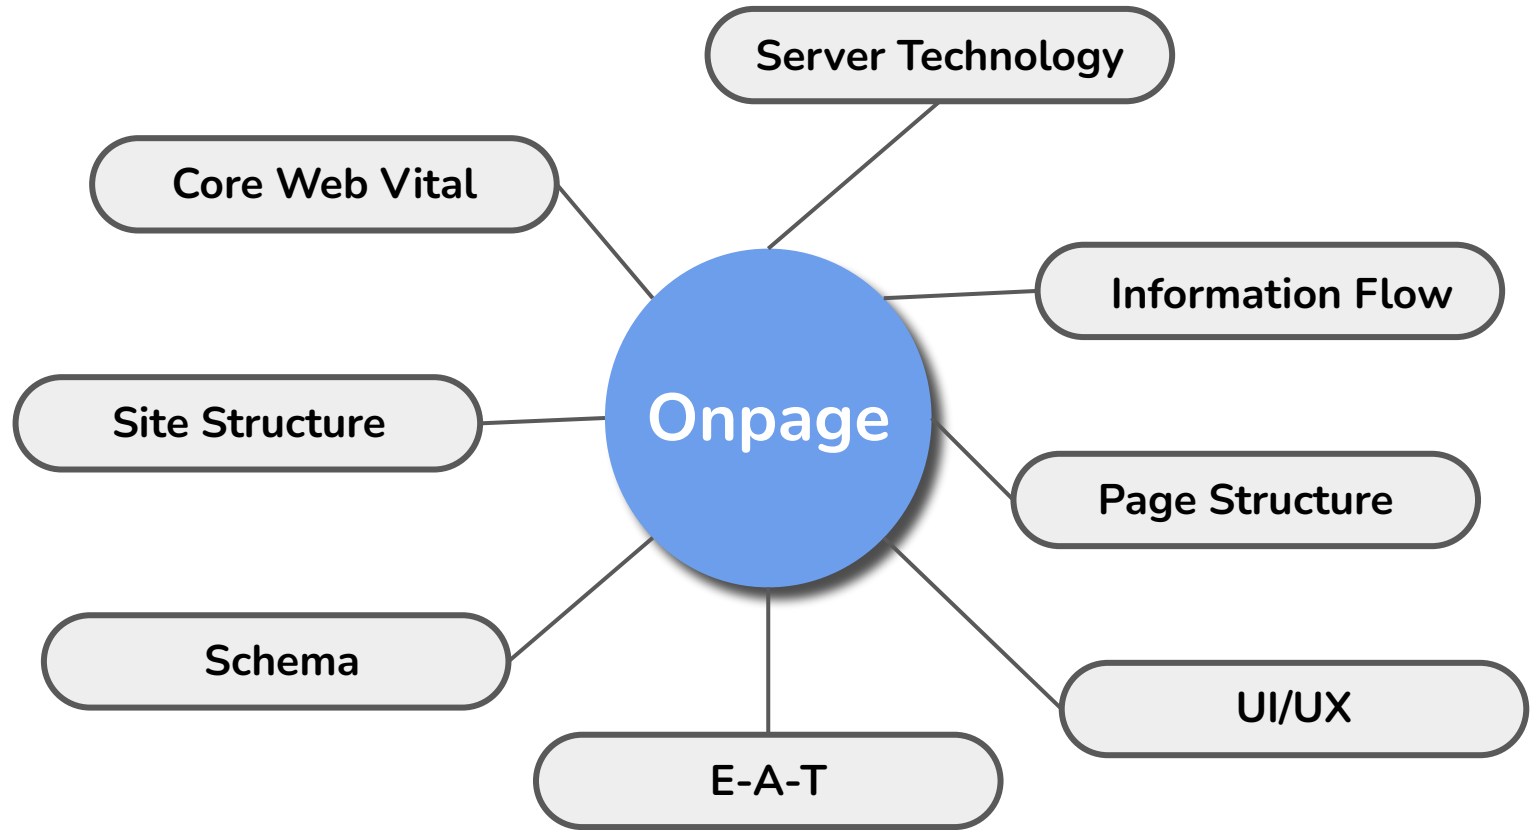 Server Technology
Core Web Vital
Information Flow
Onpage
Site Structure
Page Structure
Schema
UI/UX
E-A-T